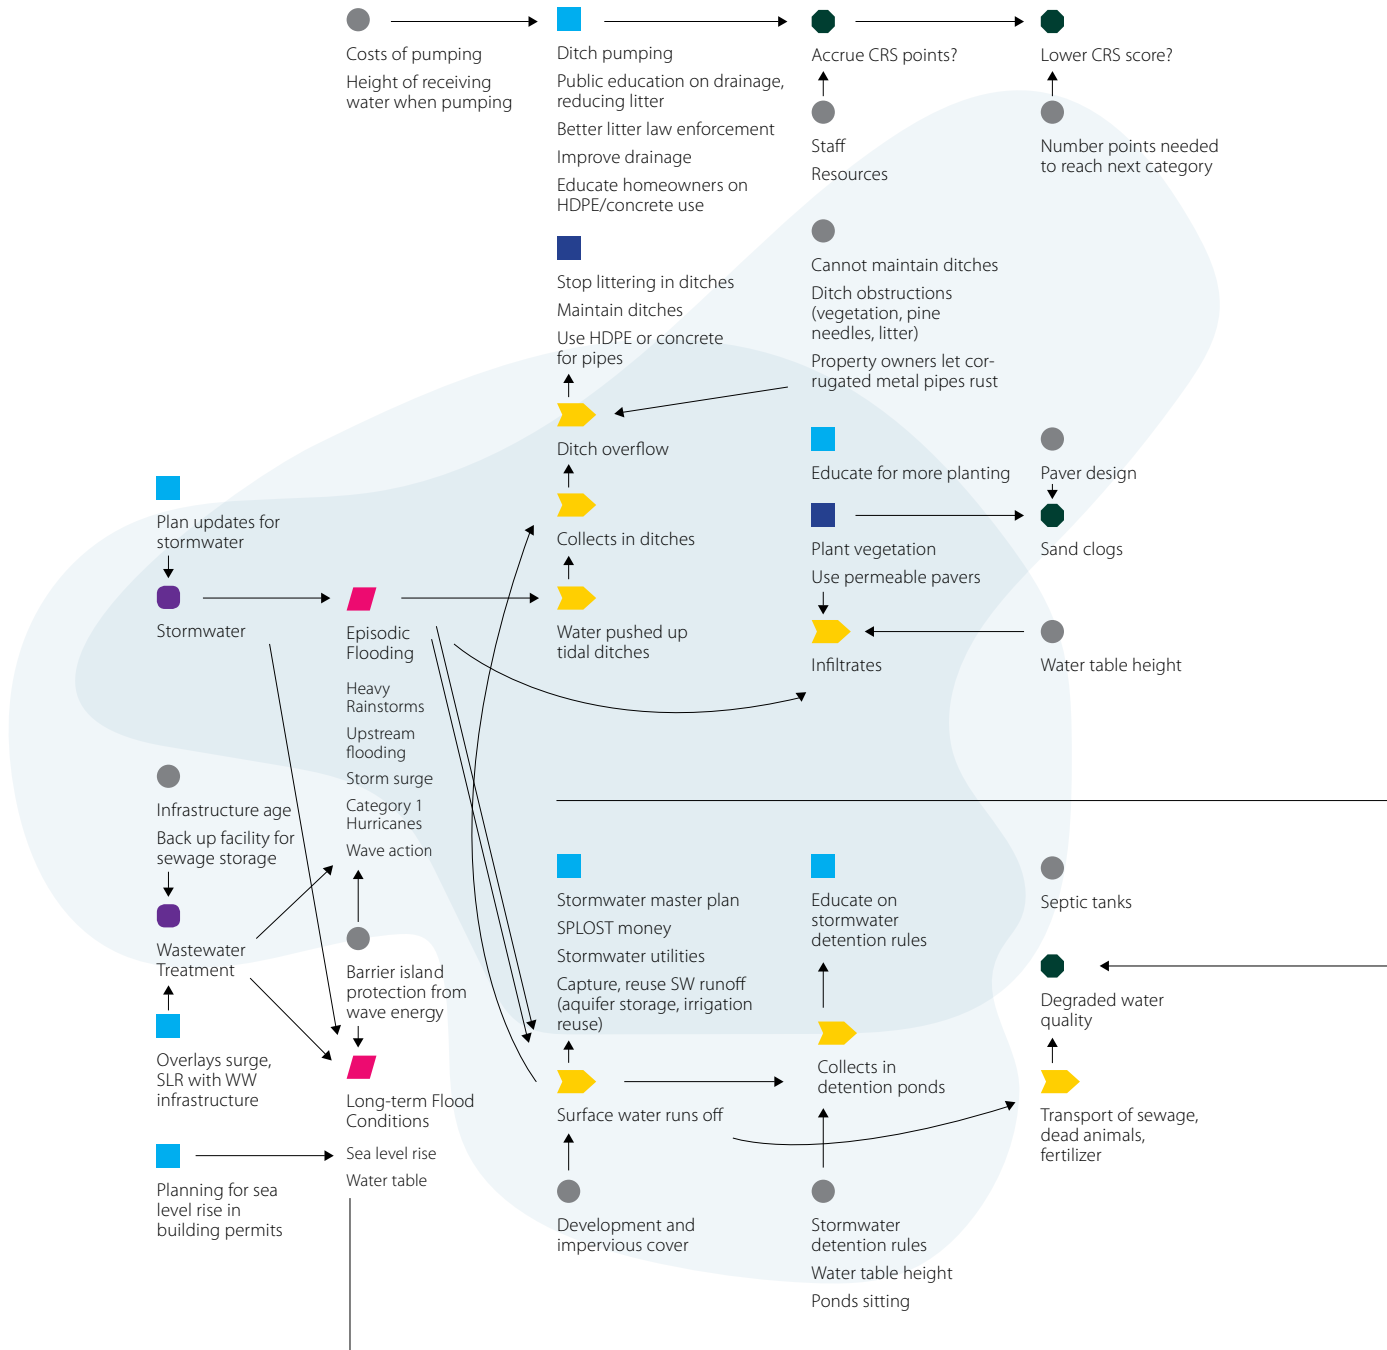 Costs of pumping
Height of receiving
water when pumping
Ditch pumping
Public education on drainage,
reducing litter
Better litter law enforcement
Improve drainage
Educate homeowners on
HDPE/concrete use
Accrue CRS points?
Staff
Resources
Lower CRS score?
Number points needed
to reach next category
Stop littering in ditches
Maintain ditches
Use HDPE or concrete
for pipes
Cannot maintain ditches
Ditch obstructions
(vegetation, pine
needles, litter)
Property owners let cor-
rugated metal pipes rust
Ditch overflow
Collects in ditches
Water pushed up
tidal ditches
Educate for more planting
Paver design
Plant vegetation
Use permeable pavers
Sand clogs
Infiltrates
Water table height
Plan updates for
stormwater
Stormwater
Episodic
Flooding
Heavy
Rainstorms
Upstream
flooding
Storm surge
Category 1
Hurricanes
Wave action
Infrastructure age
Back up facility for
sewage storage
Wastewater
Treatment
Barrier island
protection from
wave energy
Overlays surge,
SLR with WW
infrastructure
Long-term Flood
Conditions
Sea level rise
Water table
Planning for sea
level rise in
building permits
Stormwater master plan
SPLOST money
Stormwater utilities
Capture, reuse SW runoff
(aquifer storage, irrigation
reuse)
Surface water runs off
Development and
impervious cover
Educate on
stormwater
detention rules
Collects in
detention ponds
Stormwater
detention rules
Water table height
Ponds sitting
Septic tanks
Degraded water
quality
Transport of sewage,
dead animals,
fertilizer